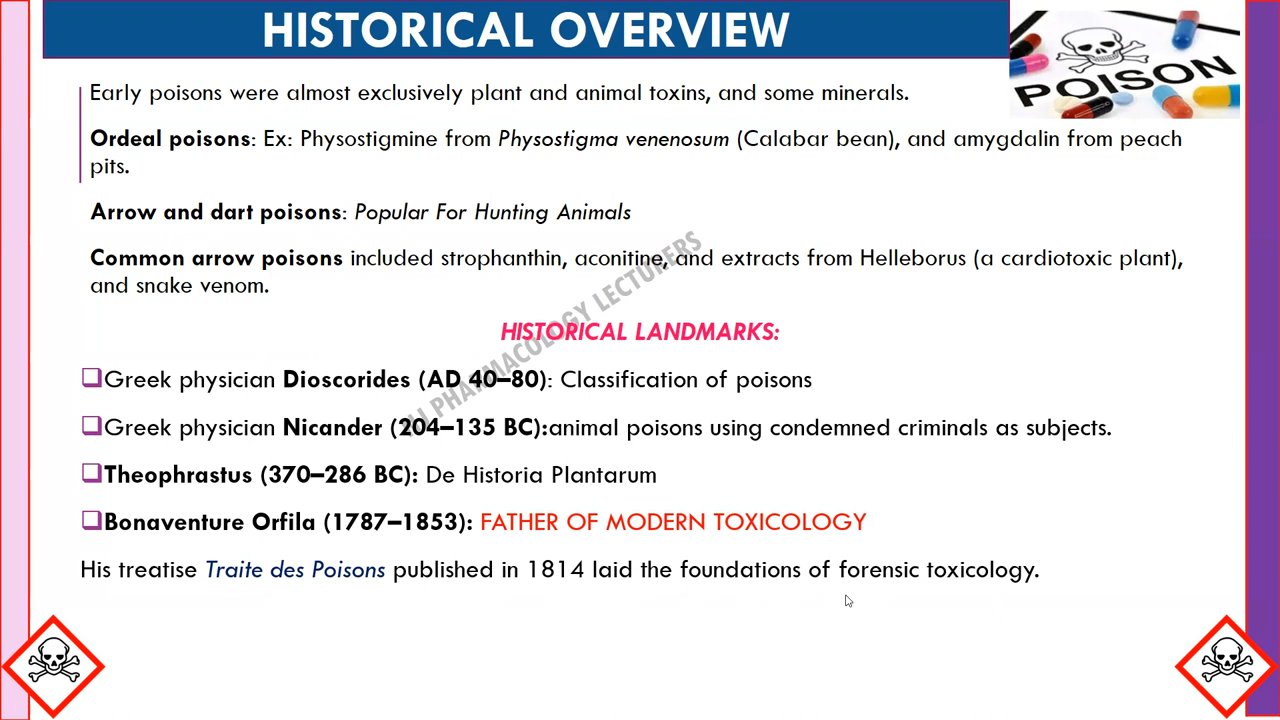 HISTORICAL OVERVIEW
POISON
Early poisons were almost exclusively plant and animal toxins, and some minerals.
Ordeal poisons: Ex: Physostigmine from Physostigma venenosum (Calabar bean), and amygdalin from peach
pits.
Arrow and dart poisons: Popular For Hunting Animals
Common arrow poisons included strophanthin, aconitine, and extracts from Helleborus (a cardiotoxic plant),
and snake venom.
HISTORICAL LANDMARKS:
Greek physician Dioscorides (AD 40–80): Classification of poisons
Greek physician Nicander (204–135 BC):animal poisons using condemned criminals as subjects.
Theophrastus (370–286 BC): De Historia Plantarum
Bonaventure Orfila (1787–1853): FATHER OF MODERN TOXICOLOGY
His treatise Traite des Poisons published in 1814 laid the foundations of forensic toxicology.
PHARMACOLOGY LECTURERS